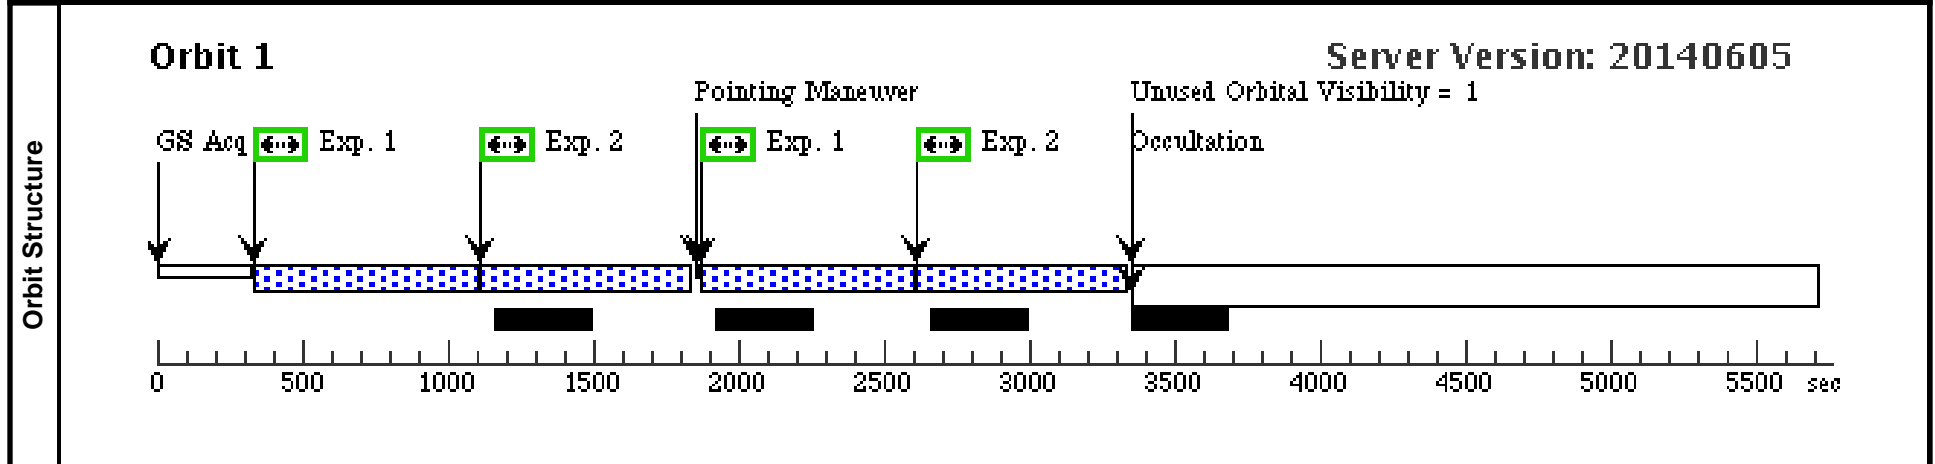 Orbit Structure
Orbit 1
Server Version: 20140605
Pointing Maneuver
Unused Orbital Visibility = 1
GS Acq
Exp. 1
Exp. 2
Exp. 1
Exp. 2
Occultation
0 500 1000 1500 2000 2500 3000 3500 4000 4500 5000 5500 sec